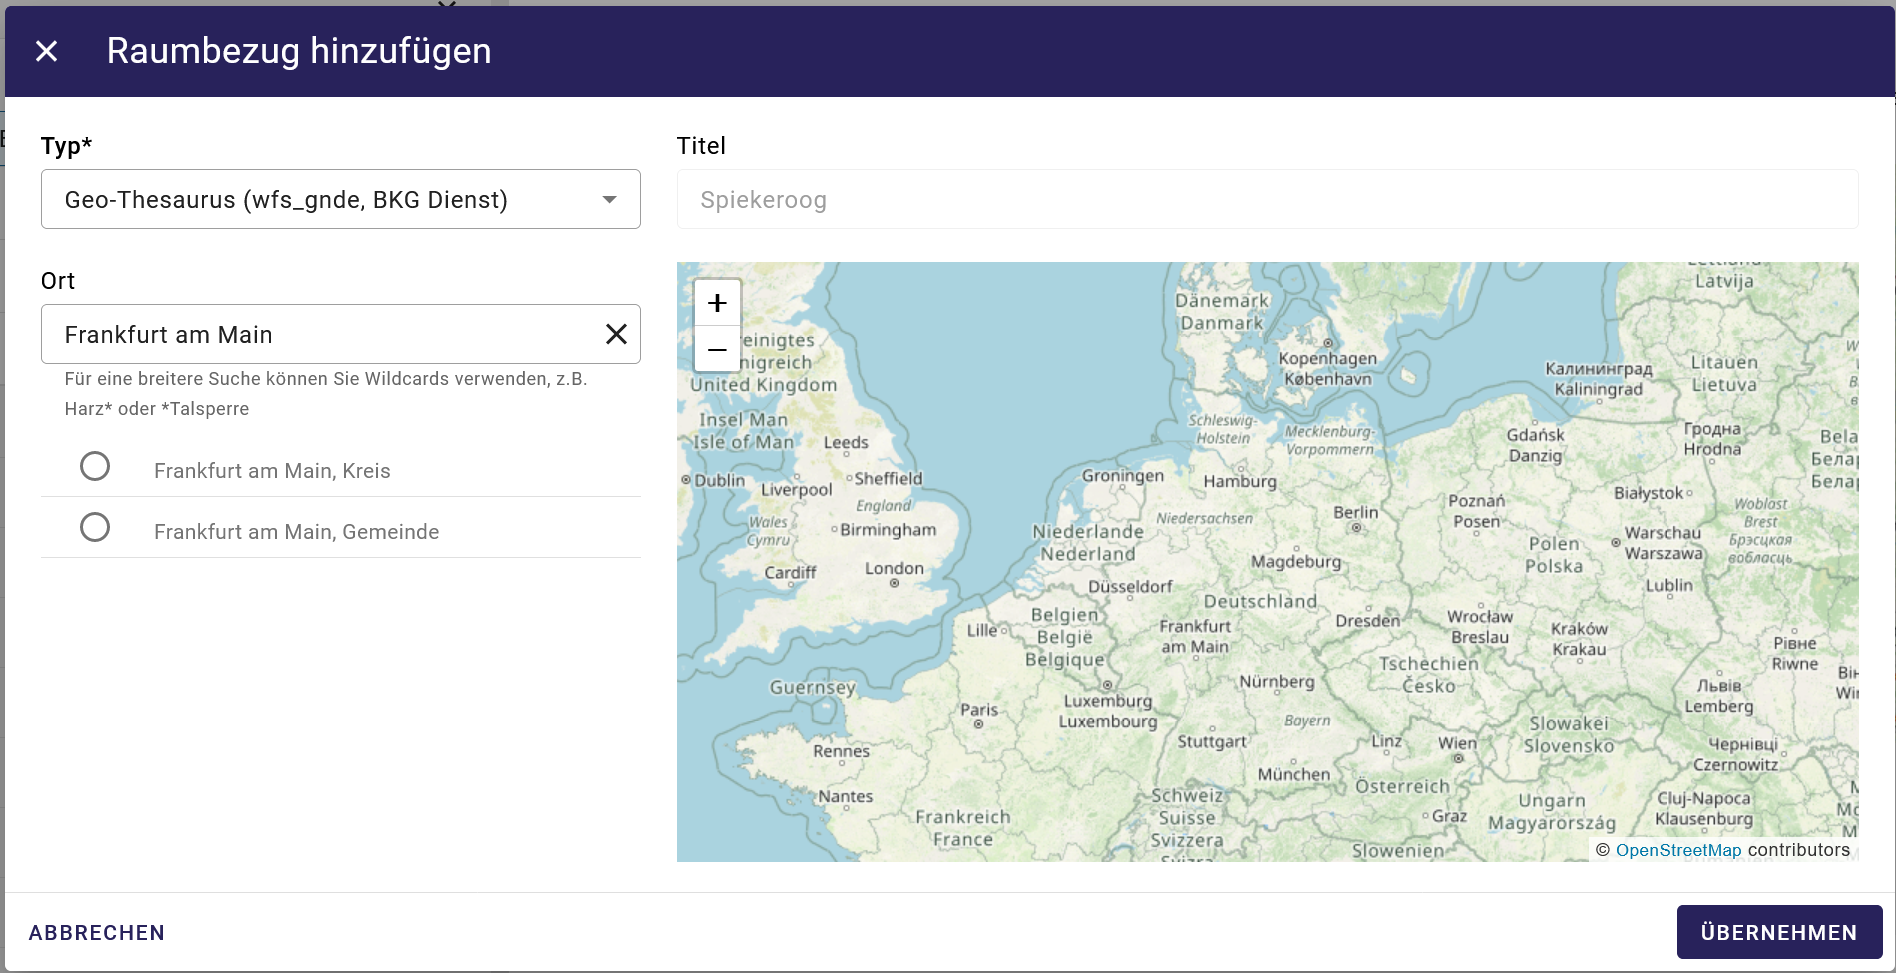 Raumbezug hinzufügen
Typ*
Geo-Thesaurus (wfs_gnde, BKG Dienst)
Ort
Frankfurt am Main
Für eine breitere Suche können Sie Wildcards verwenden, z.B.
Harz* oder *Talsperre
Frankfurt am Main, Kreis
Frankfurt am Main, Gemeinde
Titel
Spiekeroog
+
−
Latvija
Dänemark
Danmark
United Kingdom
Kopenhagen
København
Калининград
Kaliningrad
Литауen
Lietuva
Insel Man
Isle of Man
Leeds
Schleswig-
Holstein
Mecklenburg-
Vorpommern
Gdańsk
Danzig
Гродна
Hrodna
Dublin
Liverpool
Sheffield
England
Groningen
Hamburg
Poznań
Posen
Białystok
Woblast
Brest
Брэсцкая
вобласць
Wales
Cymru
Birmingham
Niederlande
Nederland
Niedersachsen
Berlin
Warschau
Warszawa
Cardiff
London
Magdeburg
Polen
Polska
Düsseldorf
Lublin
Belgien
België
Belgique
Deutschland
Lille
Frankfurt
am Main
Dresden
Wrocław
Breslau
Kraków
Krakau
Рівне
Riwne
Guernsey
Luxemburg
Luxembourg
Nürnberg
Tschechien
Česko
Львів
Lemberg
Paris
Bayern
Slowakei
Slovensko
Rennes
Stuttgart
Linz
Wien
Чернівці
Czernowitz
München
Österreich
Nantes
Schweiz
Suisse
Svizzera
Frankreich
France
Graz
Ungarn
Magyarország
Cluj-Napoca
Klausenburg
Slowenien
© OpenStreetMap contributors
ABBRECHEN
ÜBERNEHMEN